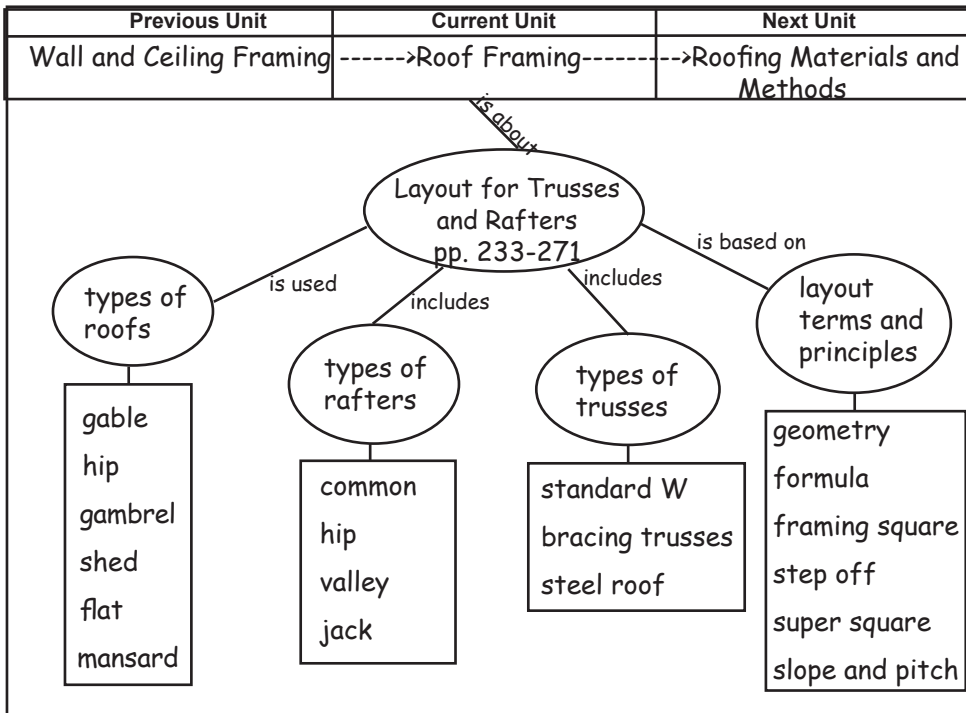 Previous Unit
Current Unit
Next Unit
Wall and Ceiling Framing ------>Roof Framing--------->Roofing Materials and
Methods
is about
Layout for Trusses
and Rafters
pp. 233-271
is used
includes
includes
is based on
types of
roofs
gable
hip
gambrel
shed
flat
mansard
types of
rafters
common
hip
valley
jack
types of
trusses
standard W
bracing trusses
steel roof
layout
terms and
principles
geometry
formula
framing square
step off
super square
slope and pitch